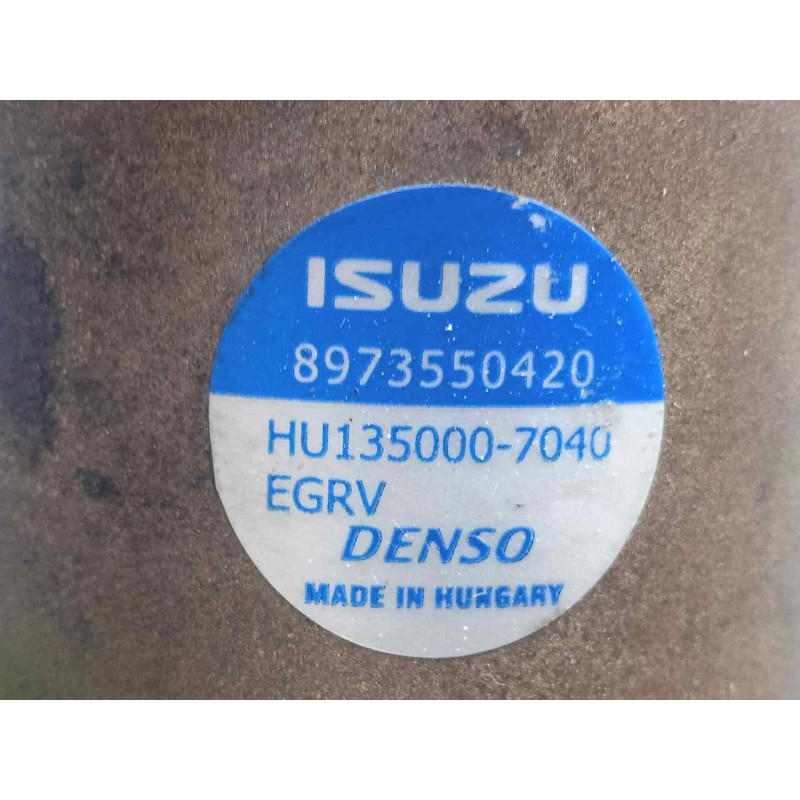 ISUZU
8973550420
HU135000-7040
EGRV
DENSO
MADE IN HUNGARY